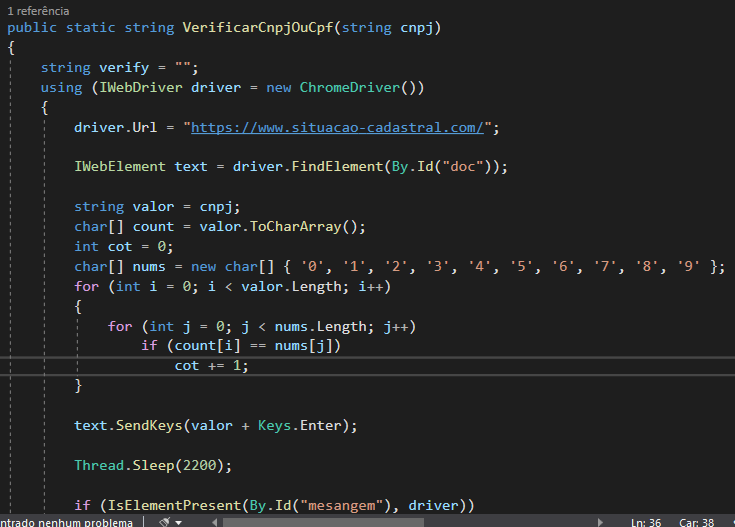 1 referência
public static string VerificarCnpjOuCpf(string cnpj)
{
string verify = "";
using (IWebDriver driver = new ChromeDriver())
{
driver.Url = "https://www.situacao-cadastral.com/";
IWebElement text = driver.FindElement(By.Id("doc"));
string valor = cnpj;
char[] count = valor.ToCharArray();
int cot = 0;
char[] nums = new char[] { '0', '1', '2', '3', '4', '5', '6', '7', '8', '9' };
for (int i = 0; i < valor.Length; i++)
{
for (int j = 0; j < nums.Length; j++)
if (count[i] == nums[j])
cot += 1;
}
text.SendKeys(valor + Keys.Enter);
Thread.Sleep(2200);
if (IsElementPresent(By.Id("mesangem"), driver))
ntrado nenhum problema
Ln: 36 Car: 38